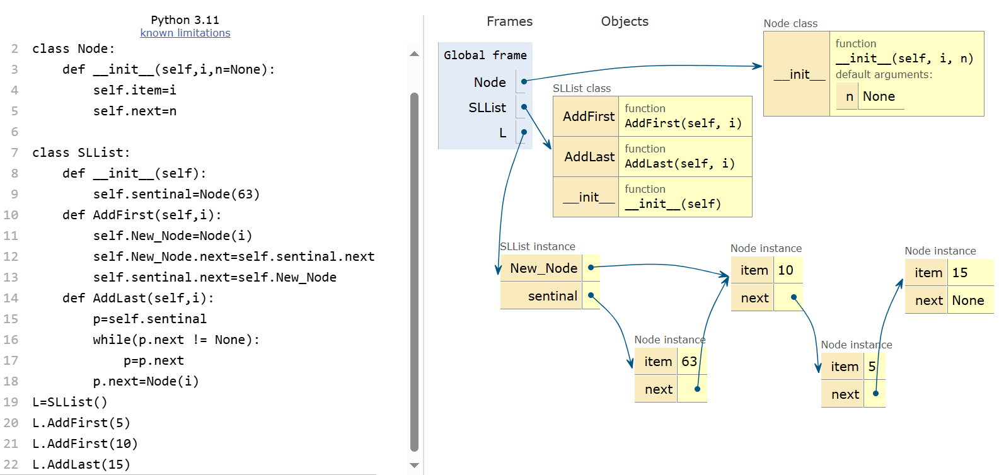 Python 3.11
known limitations
2 class Node:
3     def __init__(self,i,n=None):
4         self.item=i
5         self.next=n
6
7 class SLList:
8     def __init__(self):
9         self.sentinal=Node(63)
10     def AddFirst(self,i):
11         self.New_Node=Node(i)
12         self.New_Node.next=self.sentinal.next
13         self.sentinal.next=self.New_Node
14     def AddLast(self,i):
15         p=self.sentinal
16         while(p.next != None):
17             p=p.next
18         p.next=Node(i)
19 L=SLList()
20 L.AddFirst(5)
21 L.AddFirst(10)
22 L.AddLast(15)
Frames Objects
Global frame
Node
SLList
L
Node class
__init__
function
__init__(self, i, n)
default arguments:
n None
SLList class
AddFirst
function
AddFirst(self, i)
AddLast
function
AddLast(self, i)
__init__
function
__init__(self)
SLList instance
New_Node
sentinal
Node instance
item 63
next
Node instance
item 10
next
Node instance
item 5
next
Node instance
item 15
next None